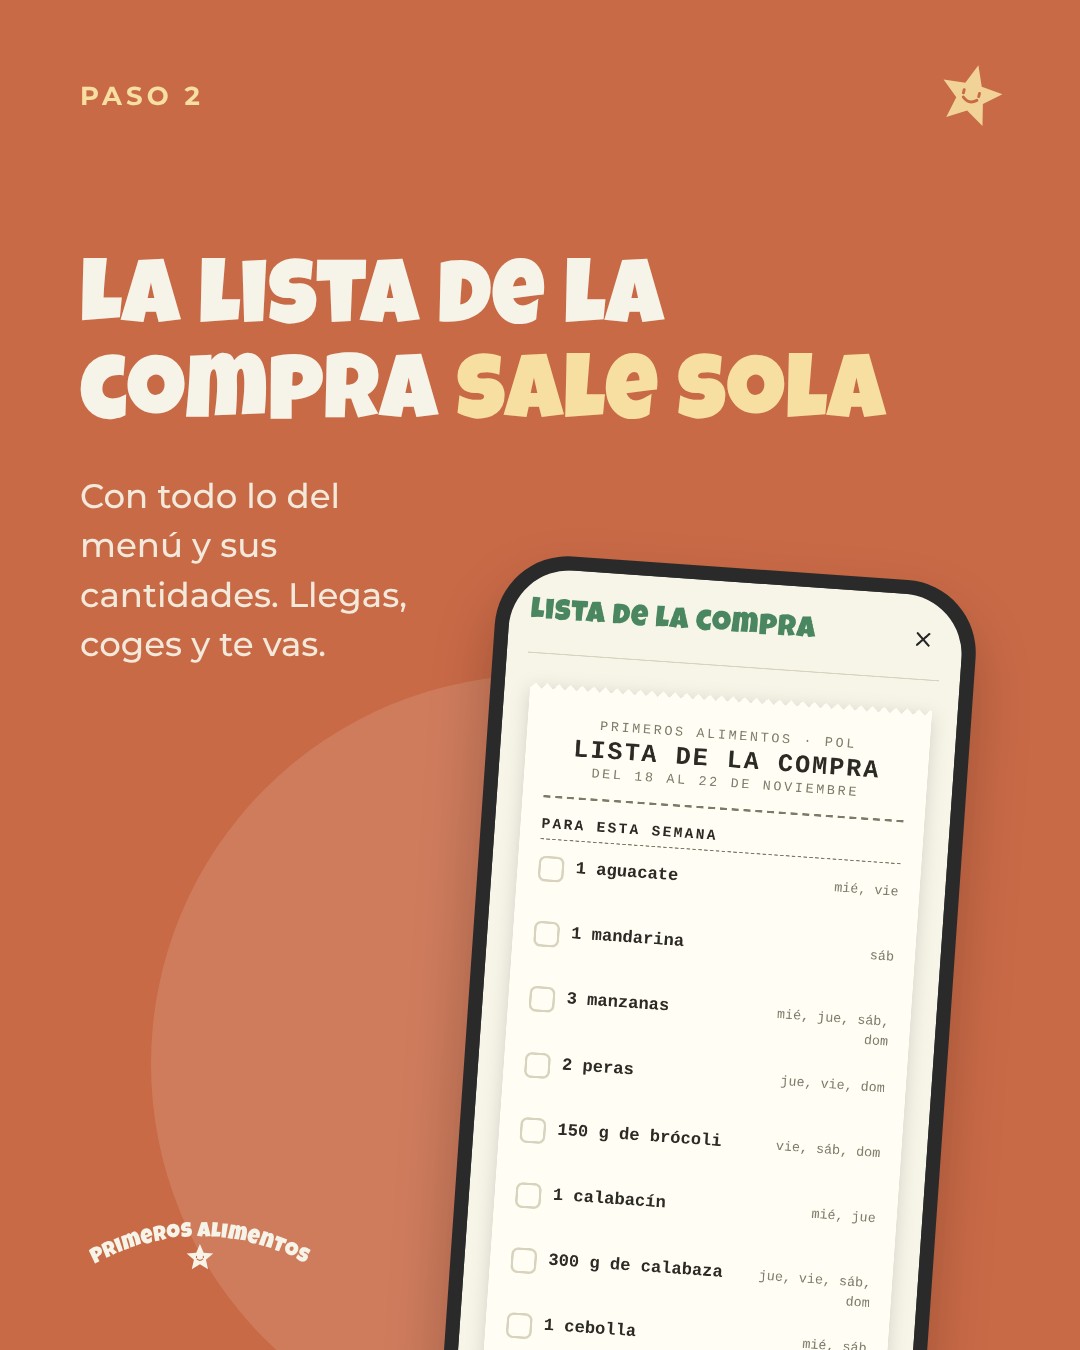 PASO 2
LA LISTA De LA
COMPRA SALe SOLA
Con todo lo del
menú y sus
cantidades. Llegas,
coges y te vas.
LISTA De LA COMPRA
×
PRIMEROS ALIMENTOS · POL
LISTA DE LA COMPRA
DEL 18 AL 22 DE NOVIEMBRE
PARA ESTA SEMANA
1 aguacate mié, vie
1 mandarina sáb
3 manzanas mié, jue, sáb,
dom
2 peras jue, vie, dom
150 g de brócoli vie, sáb, dom
1 calabacín mié, jue
300 g de calabaza jue, vie, sáb,
dom
1 cebolla mié, sáb
PRIMEROS ALIMENTOS